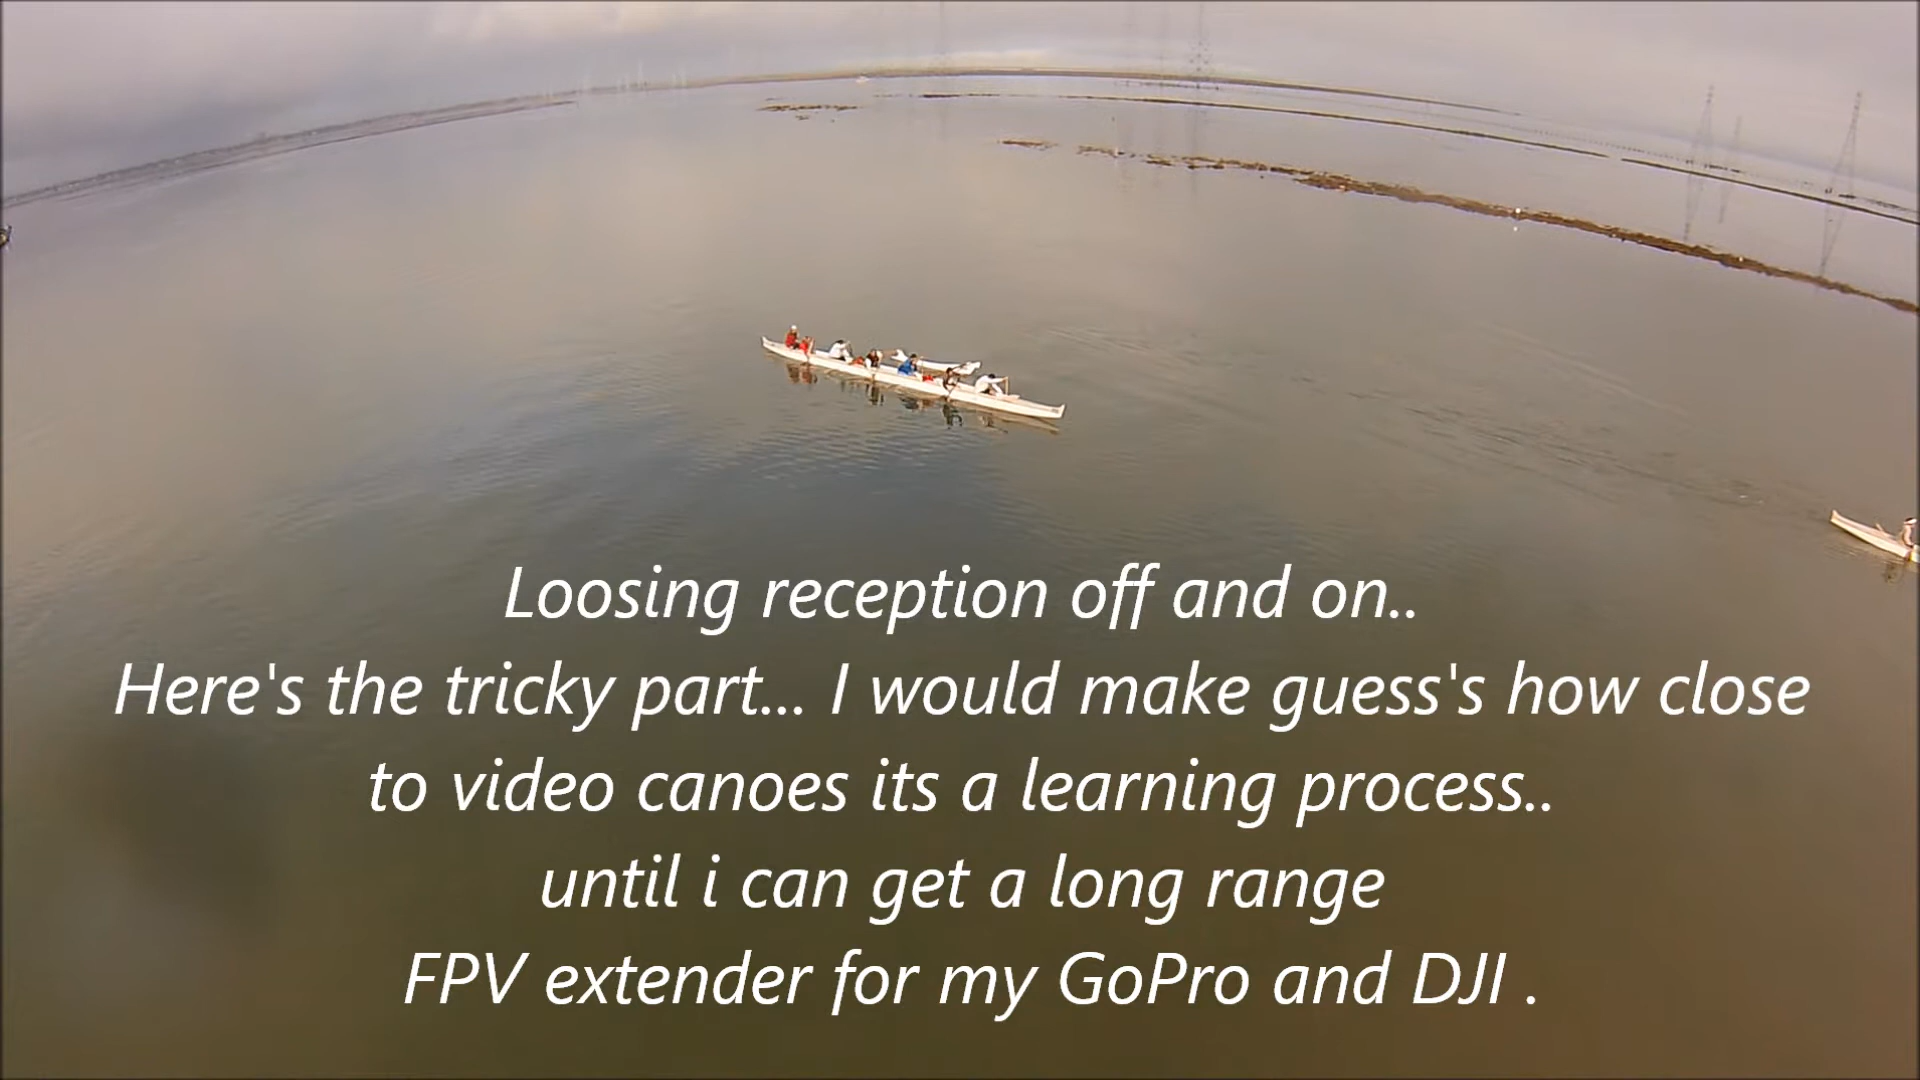 Loosing reception off and on..
Here's the tricky part... I would make guess's how close
to video canoes its a learning process..
until i can get a long range
FPV extender for my GoPro and DJI .